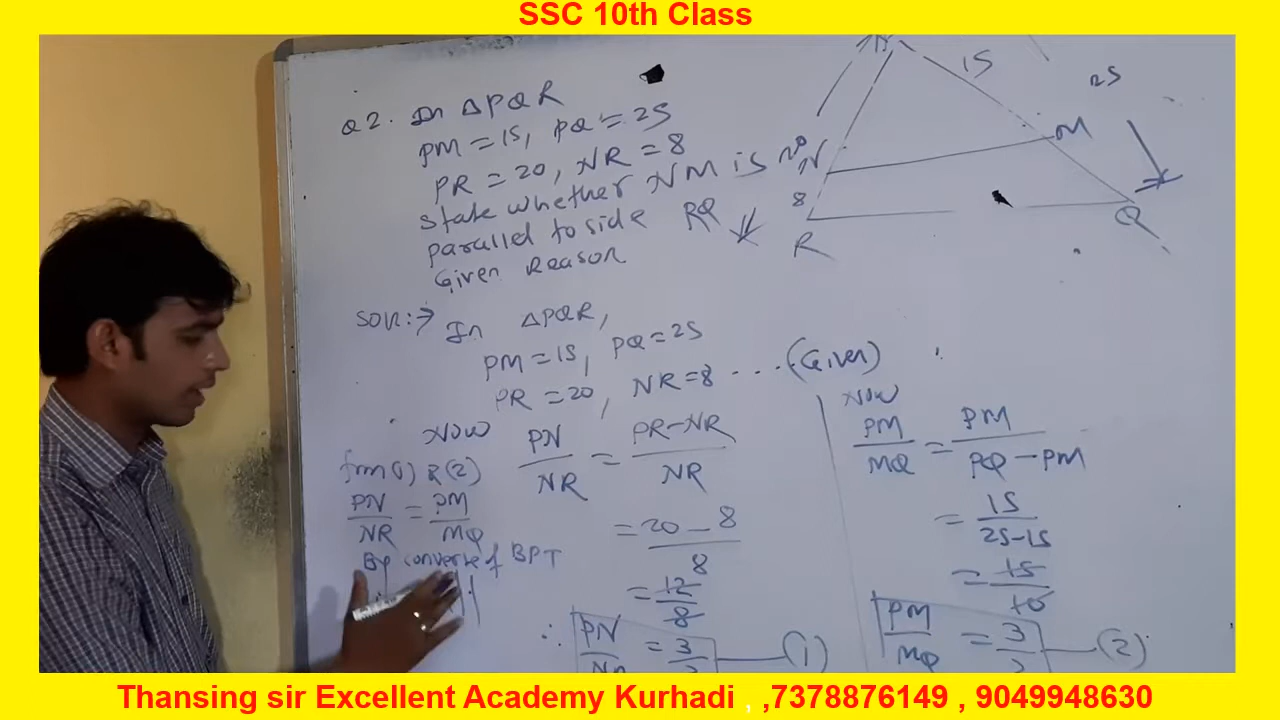 SSC 10th Class
Q2. In △PQR
PM = 15, PQ = 25
PR = 20, NR = 8
state whether NM is
parallel to side RQ
Given Reason
15
25
20
N
M
8
R
Q
Soln:→ In △PQR,
PM = 15, PQ = 25
PR = 20, NR = 8 ... (Given)
Now PN/NR = PR-NR/NR
= 20-8/8
= 12/8
∴ PN/NR = 3/2 —(1)
Now
PM/MQ = PM/PQ-PM
= 15/25-15
= 15/10
PM/MQ = 3/2 —(2)
from (1) & (2)
PN/NR = PM/MQ
By converse of BPT
Thansing sir Excellent Academy Kurhadi , ,7378876149 , 9049948630